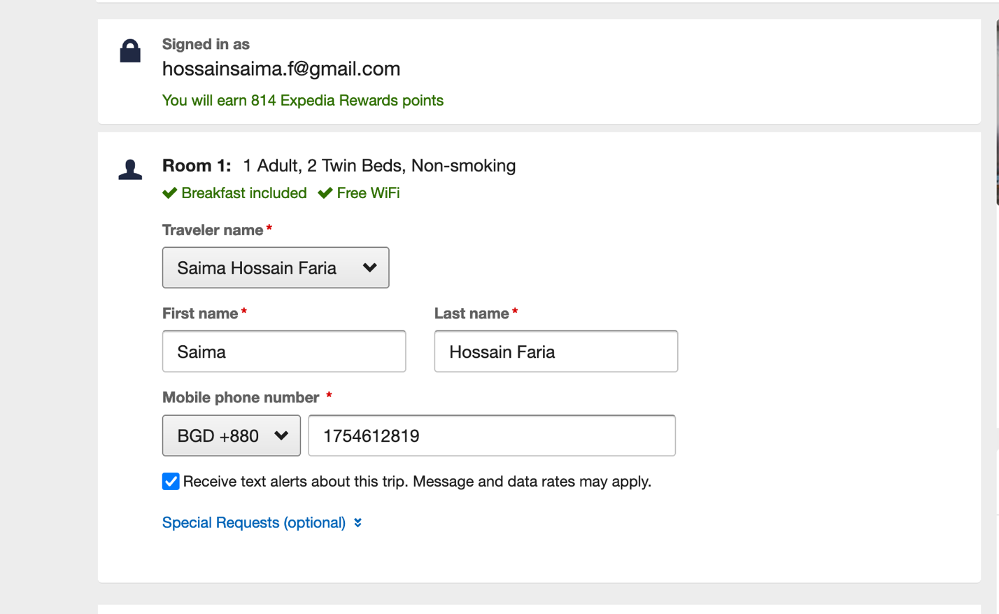 Signed in as
hossainsaima.f@gmail.com
You will earn 814 Expedia Rewards points
Room 1: 1 Adult, 2 Twin Beds, Non-smoking
Breakfast included Free WiFi
Traveler name*
Saima Hossain Faria
First name* Last name*
Saima Hossain Faria
Mobile phone number *
BGD +880 1754612819
Receive text alerts about this trip. Message and data rates may apply.
Special Requests (optional)